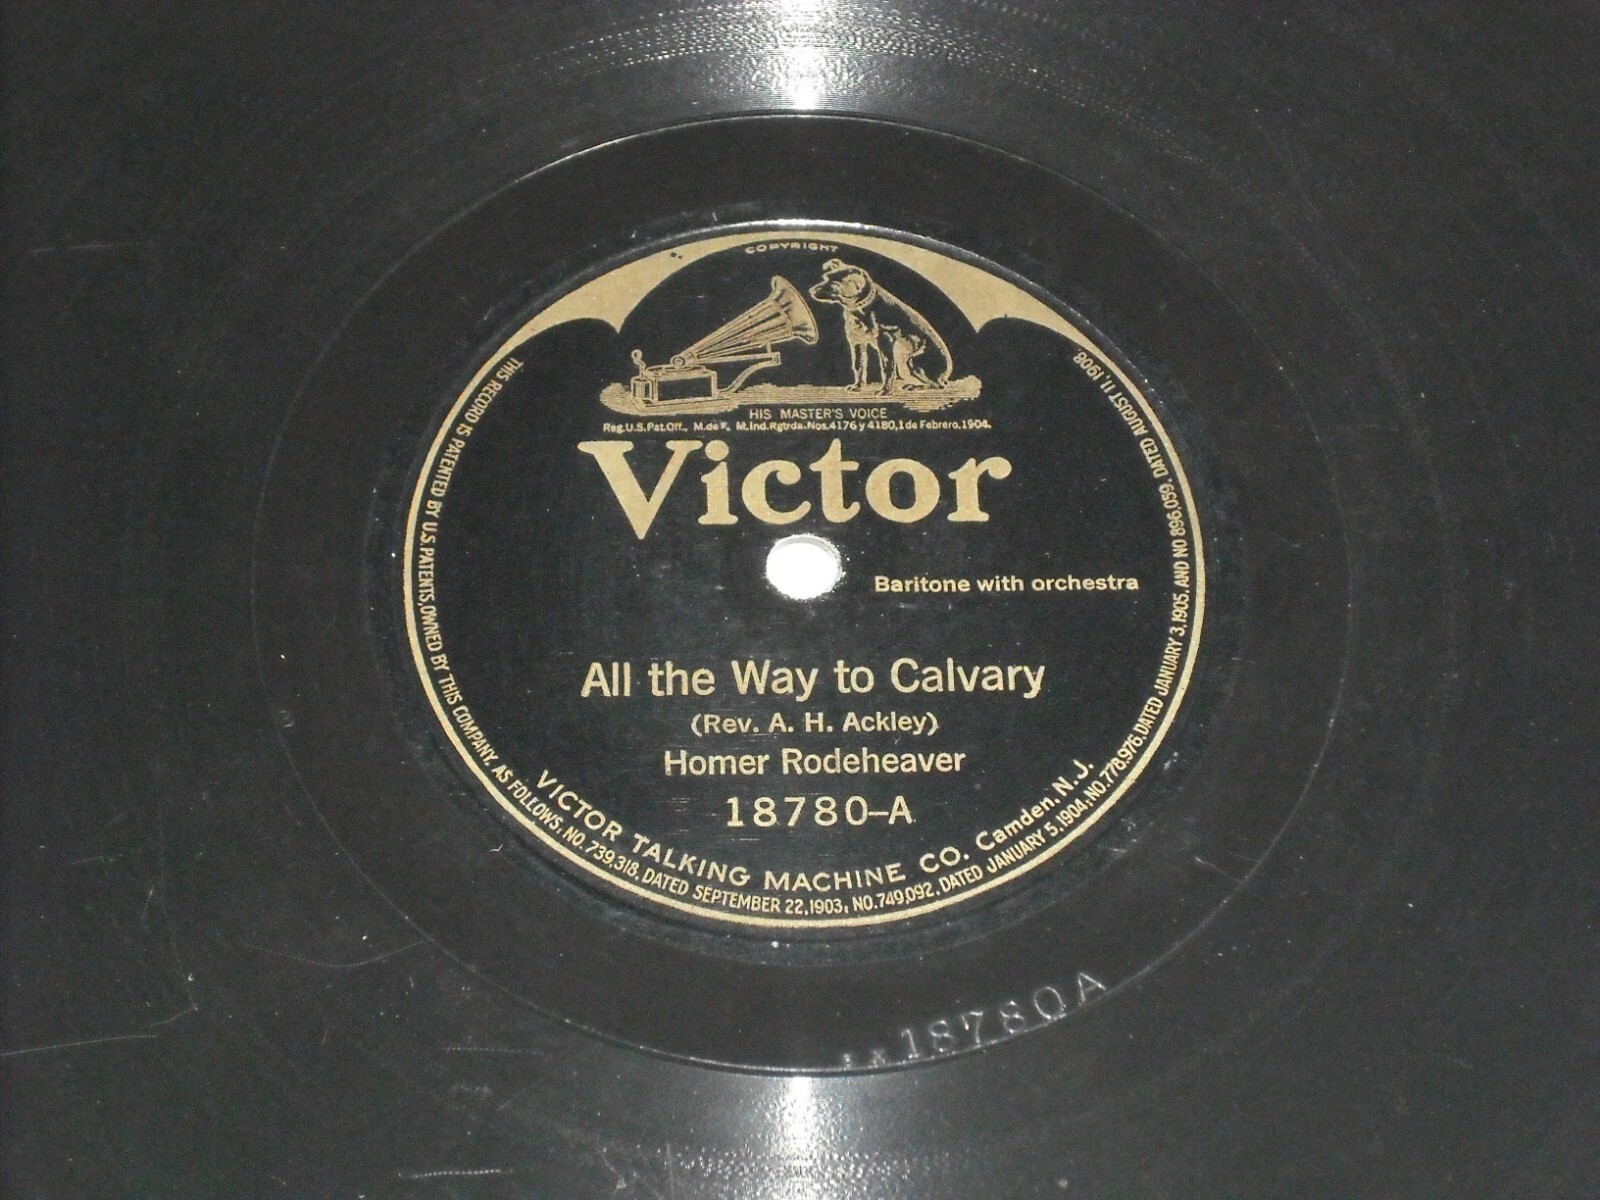 COPYRIGHT
HIS MASTER'S VOICE
Reg.U.S.Pat.Off., M.de F. M.Ind.Rgtrda.Nos.4176 y 4180,1 de Febrero,1904.
Victor
Baritone with orchestra
All the Way to Calvary
(Rev. A. H. Ackley)
Homer Rodeheaver
18780-A
VICTOR TALKING MACHINE CO. Camden, N.J.
THIS RECORD IS PATENTED BY U.S. PATENTS, OWNED BY THIS COMPANY, AS FOLLOWS; NO.739,318, DATED SEPTEMBER 22,1903; NO.749,092, DATED JANUARY 5,1904; NO.778,976, DATED JANUARY 3,1905, AND NO 896,059, DATED AUGUST 11,1908.
18780A